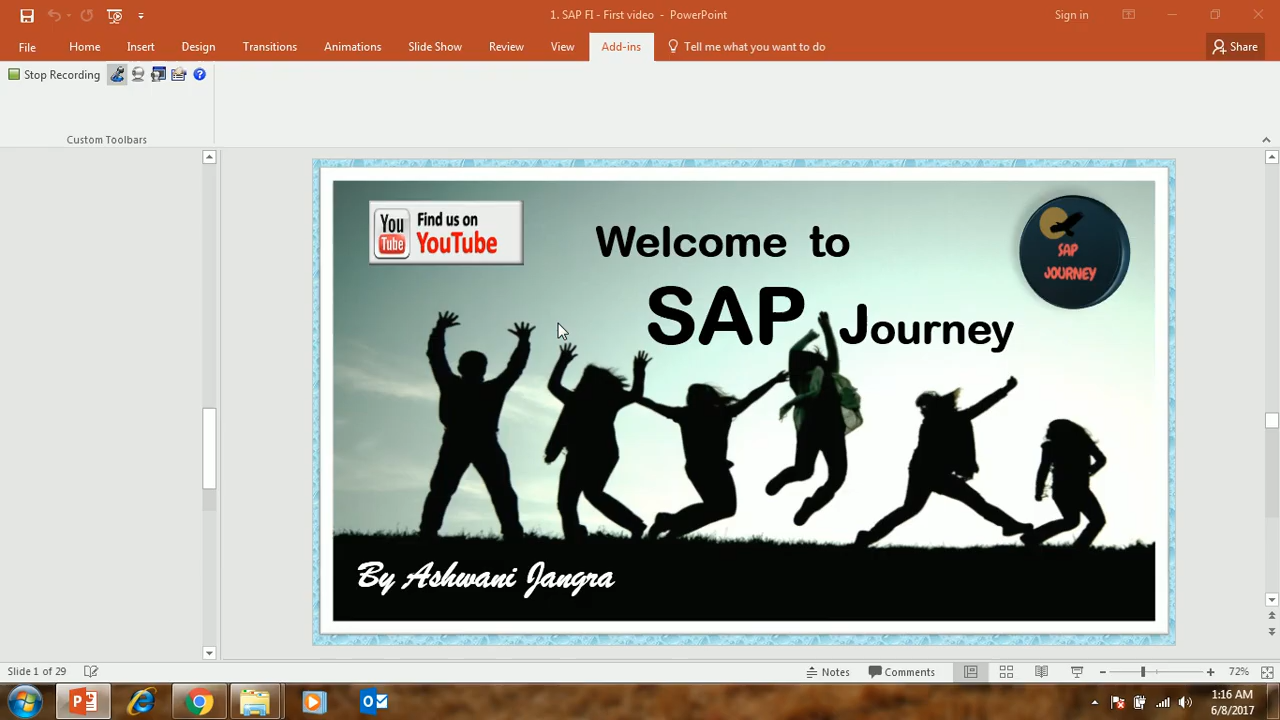 1. SAP FI - First video - PowerPoint
Sign in
File Home Insert Design Transitions Animations Slide Show Review View Add-ins Tell me what you want to do Share
Stop Recording
Custom Toolbars
You Tube
Find us on
YouTube
Welcome to
SAP Journey
SAP
JOURNEY
By Ashwani Jangra
Slide 1 of 29
Notes Comments 72%
1:16 AM
6/8/2017